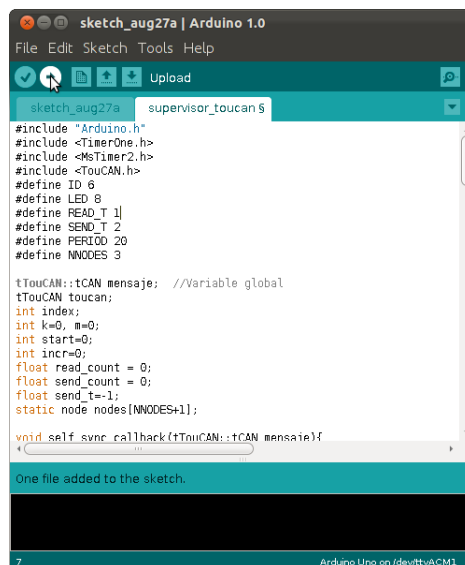 sketch_aug27a | Arduino 1.0
File Edit Sketch Tools Help
Upload
sketch_aug27a supervisor_toucan §
#include "Arduino.h"
#include <TimerOne.h>
#include <MsTimer2.h>
#include <TouCAN.h>
#define ID 6
#define LED 8
#define READ_T 1
#define SEND_T 2
#define PERIOD 20
#define NNODES 3
tTouCAN::tCAN mensaje; //Variable global
tTouCAN toucan;
int index;
int k=0, m=0;
int start=0;
int incr=0;
float read_count = 0;
float send_count = 0;
float send_t=-1;
static node nodes[NNODES+1];
void self_sync_callback(tTouCAN::tCAN mensaje){
One file added to the sketch.
7 Arduino Uno on /dev/ttyACM1